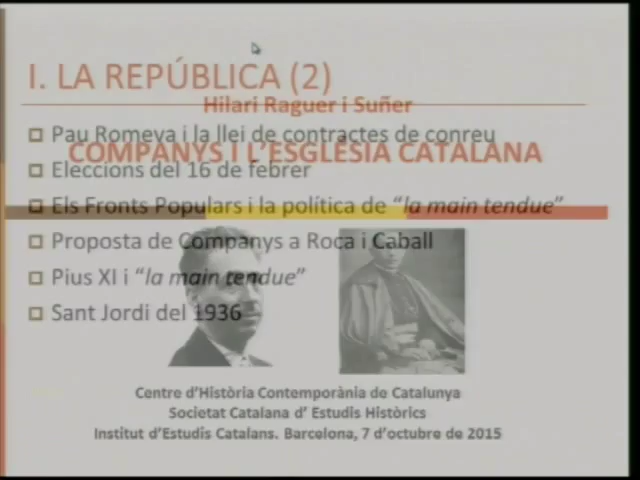 I. LA REPÚBLICA (2)
Hilari Raguer i Suñer
Pau Romeva i la llei de contractes de conreu
COMPANYS I L'ESGLÉSIA CATALANA
Eleccions del 16 de febrer
Els Fronts Populars i la política de “la main tendue”
Proposta de Companys a Roca i Caball
Pius XI i “la main tendue”
Sant Jordi del 1936
Centre d'Història Contemporània de Catalunya
Societat Catalana d' Estudis Històrics
Institut d'Estudis Catalans. Barcelona, 7 d'octubre de 2015